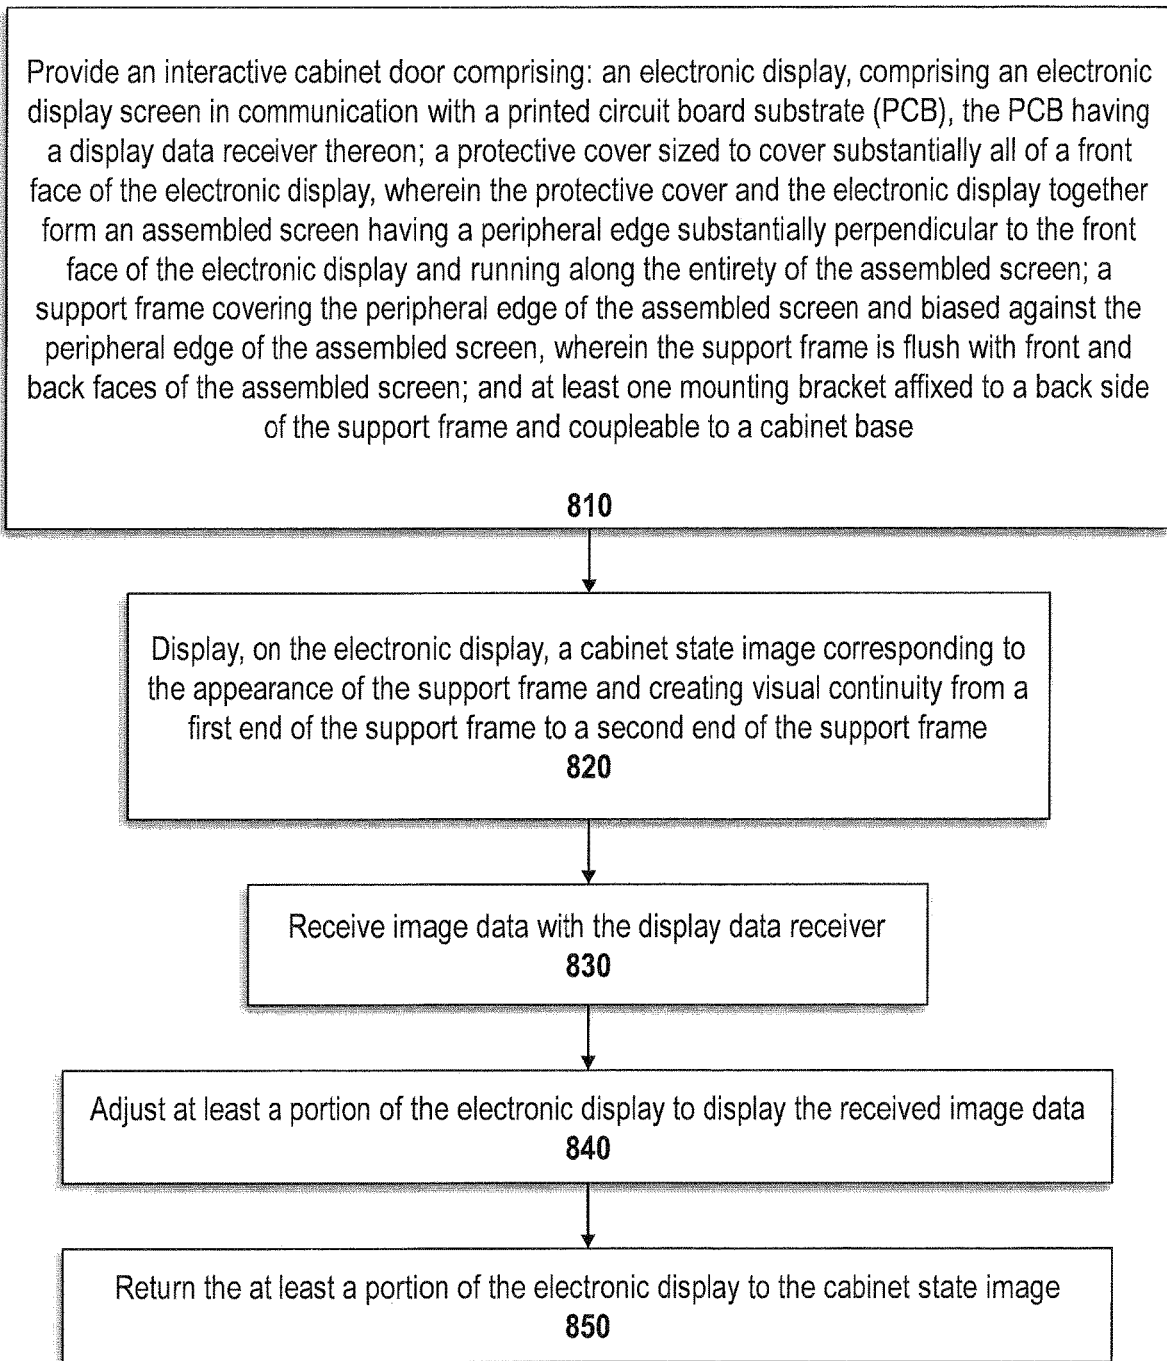 Provide an interactive cabinet door comprising: an electronic display, comprising an electronic
display screen in communication with a printed circuit board substrate (PCB), the PCB having
a display data receiver thereon; a protective cover sized to cover substantially all of a front
face of the electronic display, wherein the protective cover and the electronic display together
form an assembled screen having a peripheral edge substantially perpendicular to the front
face of the electronic display and running along the entirety of the assembled screen; a
support frame covering the peripheral edge of the assembled screen and biased against the
peripheral edge of the assembled screen, wherein the support frame is flush with front and
back faces of the assembled screen; and at least one mounting bracket affixed to a back side
of the support frame and coupleable to a cabinet base
810
Display, on the electronic display, a cabinet state image corresponding to
the appearance of the support frame and creating visual continuity from a
first end of the support frame to a second end of the support frame
820
Receive image data with the display data receiver
830
Adjust at least a portion of the electronic display to display the received image data
840
Return the at least a portion of the electronic display to the cabinet state image
850